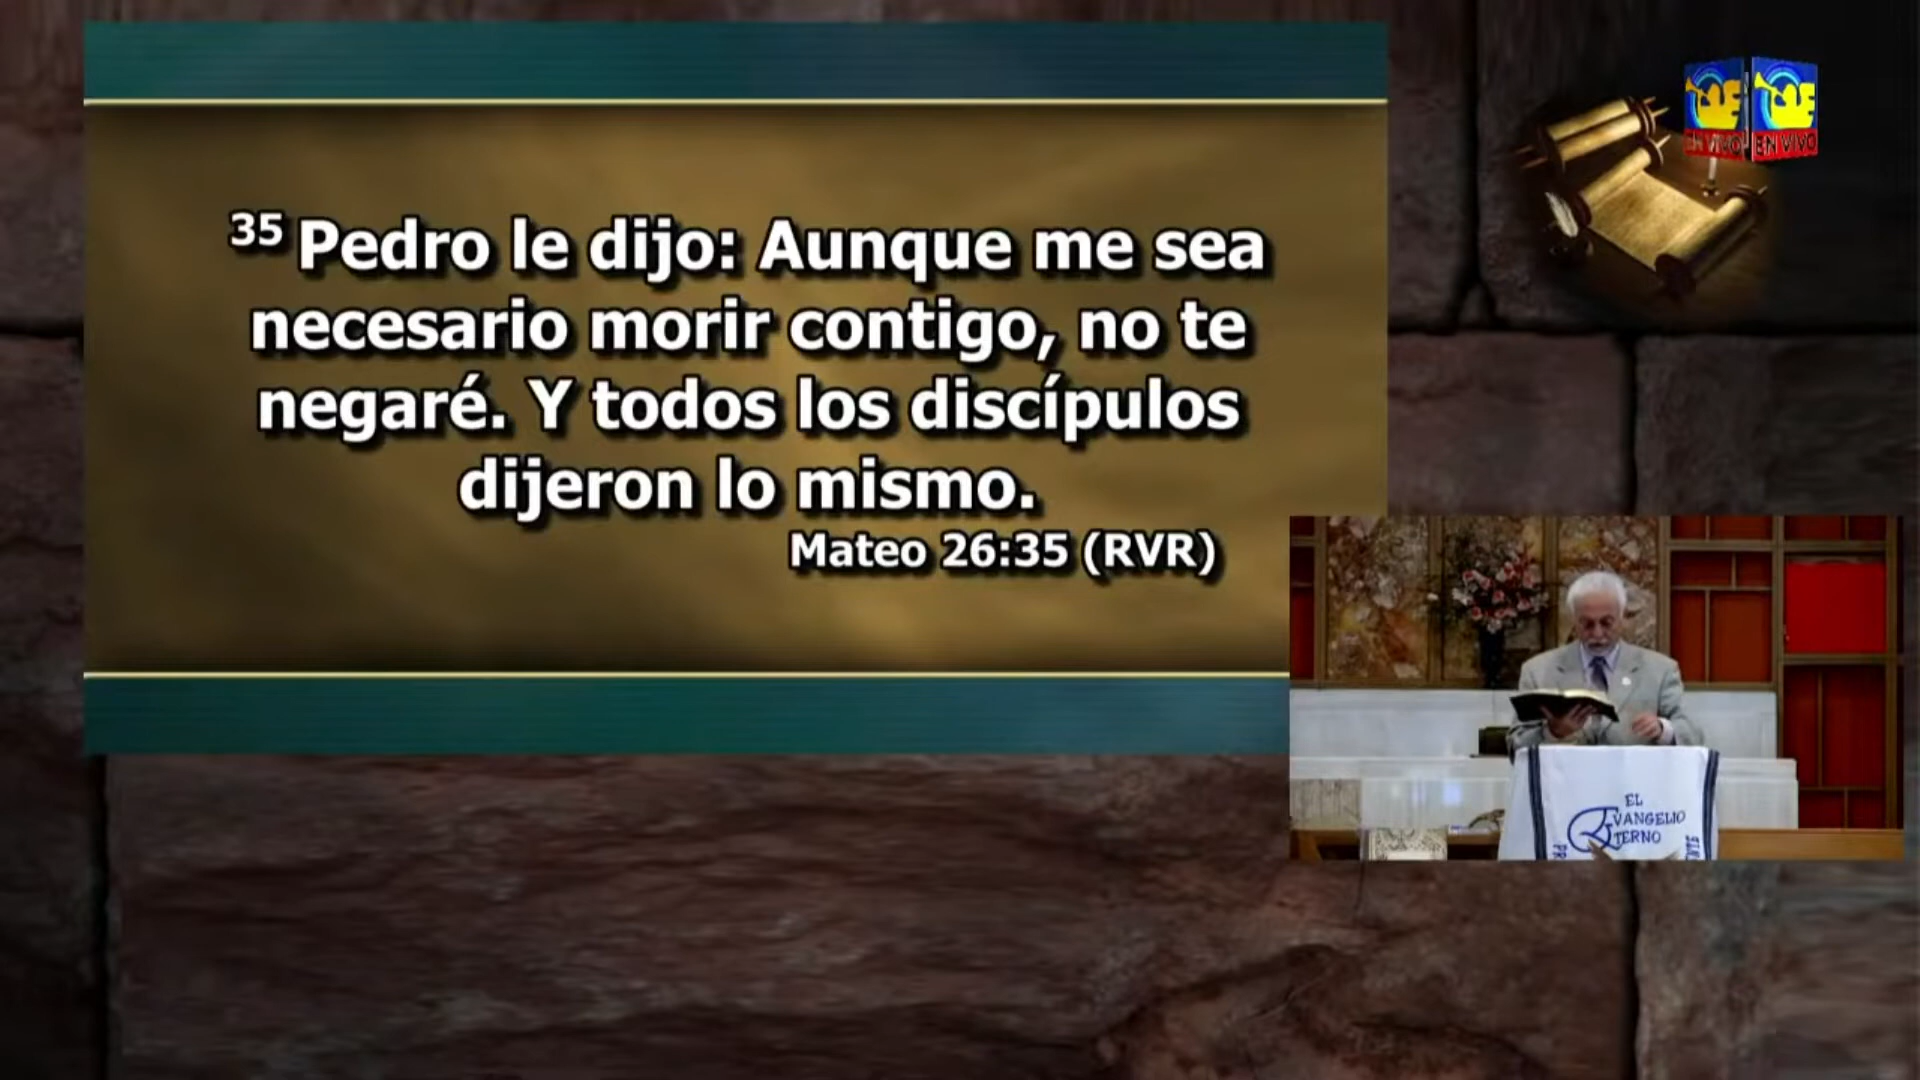 35 Pedro le dijo: Aunque me sea
necesario morir contigo, no te
negaré. Y todos los discípulos
dijeron lo mismo.
Mateo 26:35 (RVR)
EN VIVO
EN VIVO
EL
EVANGELIO
ETERNO